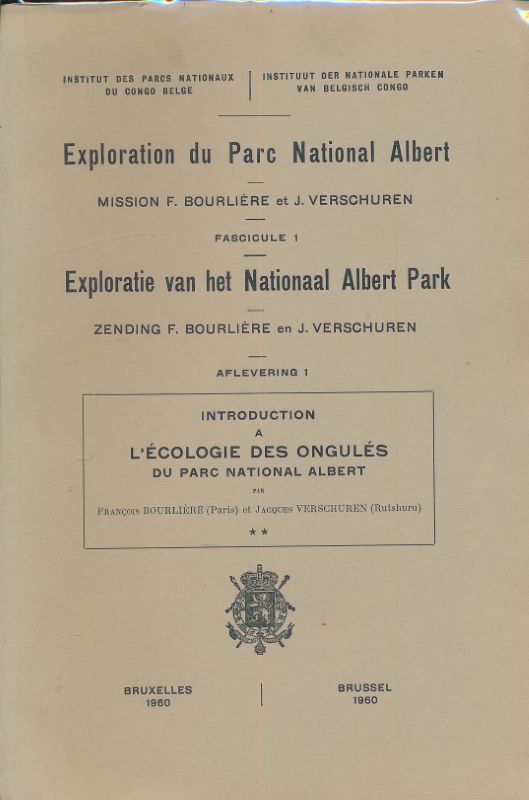 INSTITUT DES PARCS NATIONAUX
DU CONGO BELGE
INSTITUUT DER NATIONALE PARKEN
VAN BELGISCH CONGO
Exploration du Parc National Albert
MISSION F. BOURLIÈRE et J. VERSCHUREN
FASCICULE 1
Exploratie van het Nationaal Albert Park
ZENDING F. BOURLIÈRE en J. VERSCHUREN
AFLEVERING 1
INTRODUCTION
A
L'ÉCOLOGIE DES ONGULÉS
DU PARC NATIONAL ALBERT
PAR
FRANÇOIS BOURLIÈRE (Paris) et JACQUES VERSCHUREN (Rutshuru)
★★
BRUXELLES
1960
BRUSSEL
1960